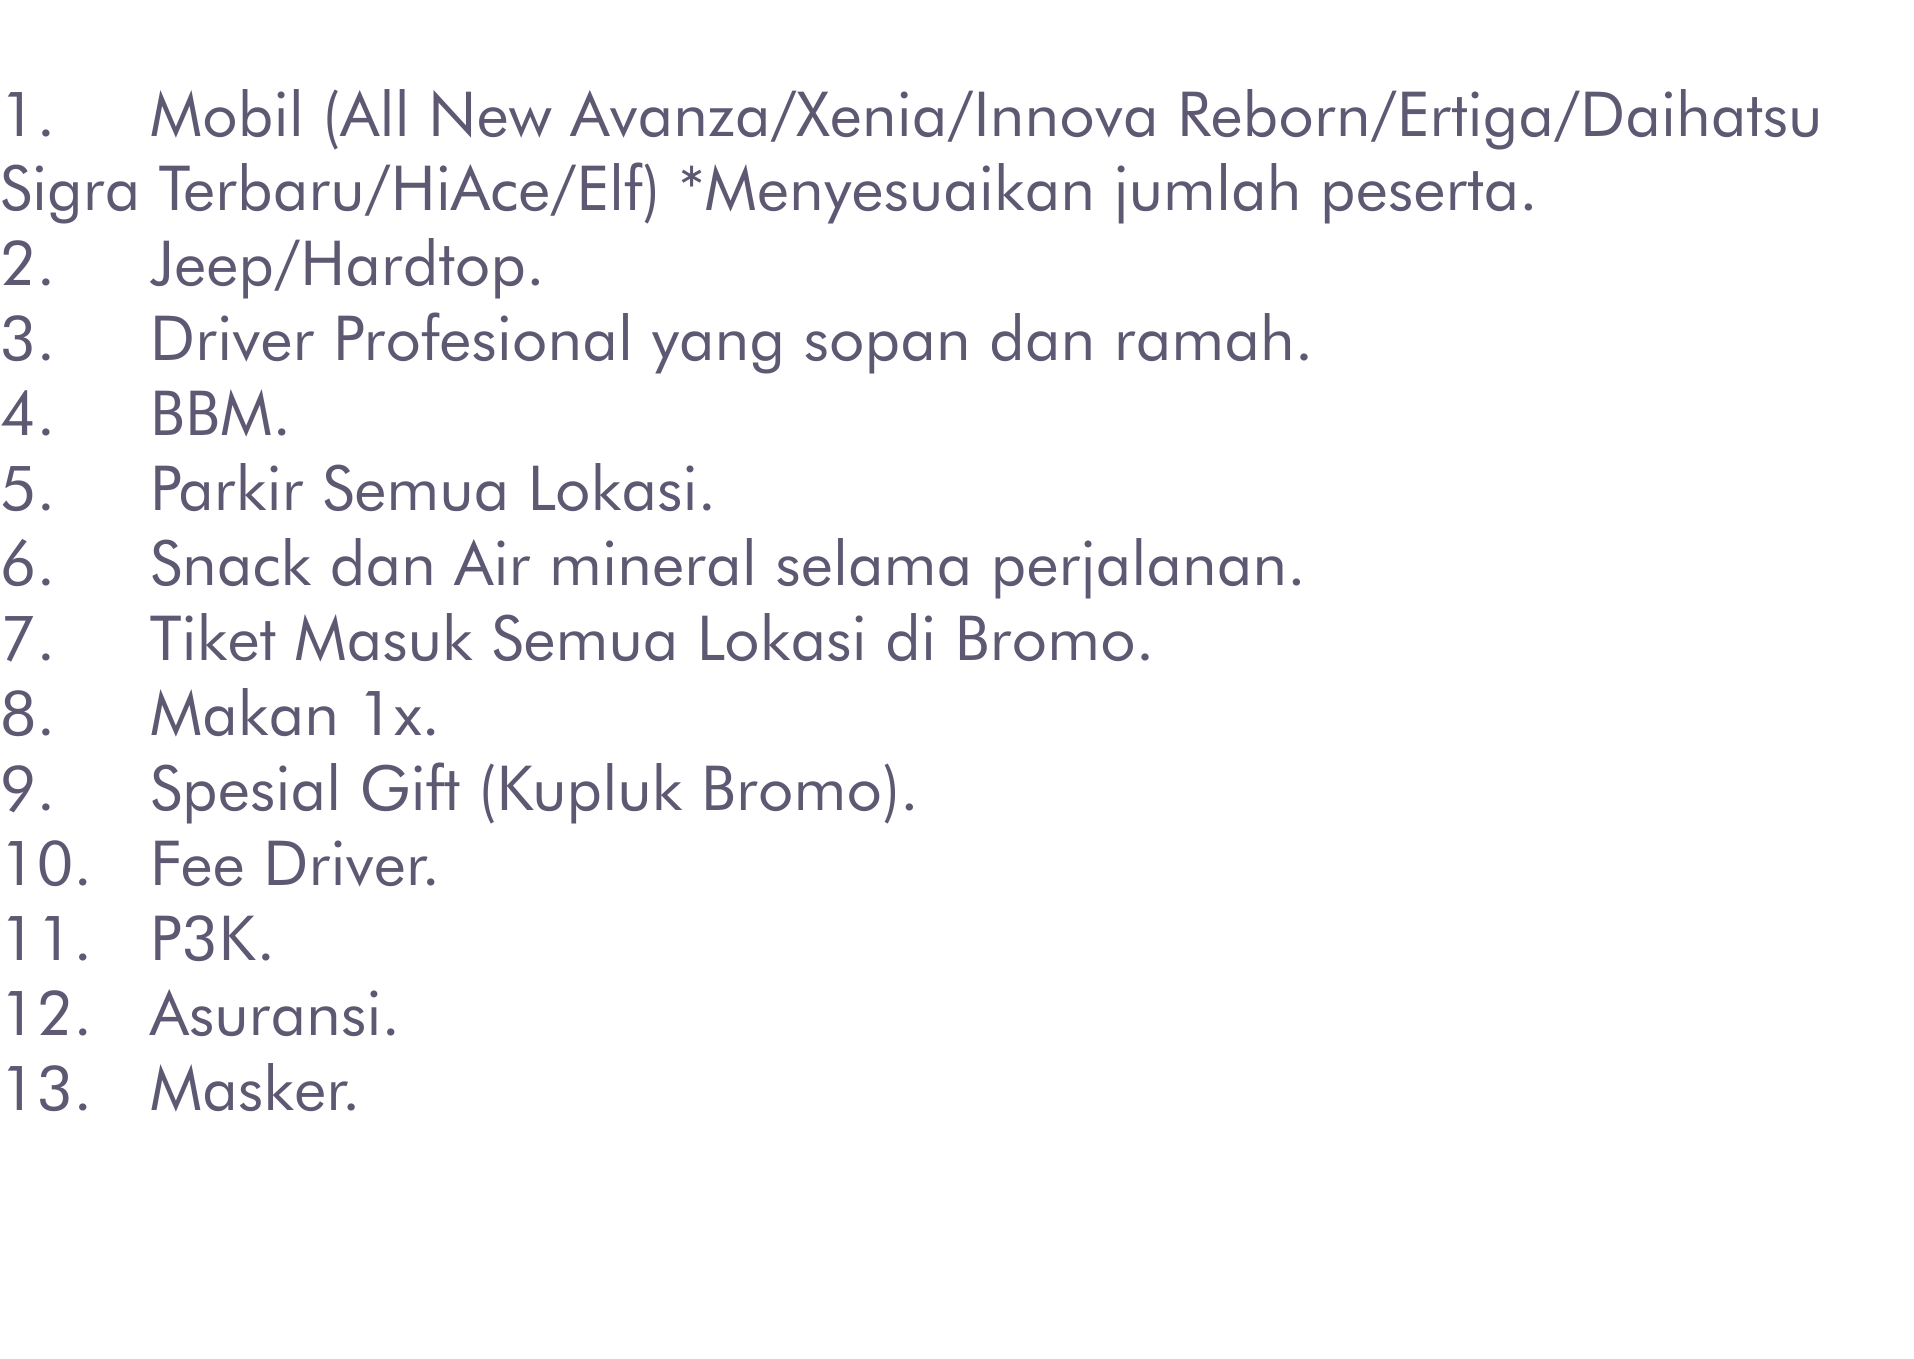 1. Mobil (All New Avanza/Xenia/Innova Reborn/Ertiga/Daihatsu
Sigra Terbaru/HiAce/Elf) *Menyesuaikan jumlah peserta.
2. Jeep/Hardtop.
3. Driver Profesional yang sopan dan ramah.
4. BBM.
5. Parkir Semua Lokasi.
6. Snack dan Air mineral selama perjalanan.
7. Tiket Masuk Semua Lokasi di Bromo.
8. Makan 1x.
9. Spesial Gift (Kupluk Bromo).
10. Fee Driver.
11. P3K.
12. Asuransi.
13. Masker.